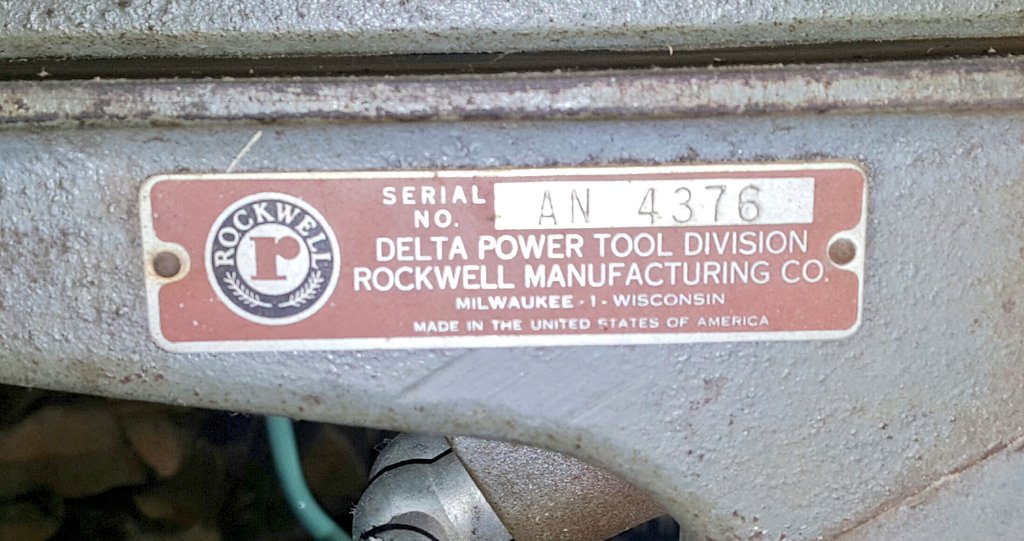 ROCKWELL
r
SERIAL
NO.
AN 4376
DELTA POWER TOOL DIVISION
ROCKWELL MANUFACTURING CO.
MILWAUKEE - 1 - WISCONSIN
MADE IN THE UNITED STATES OF AMERICA